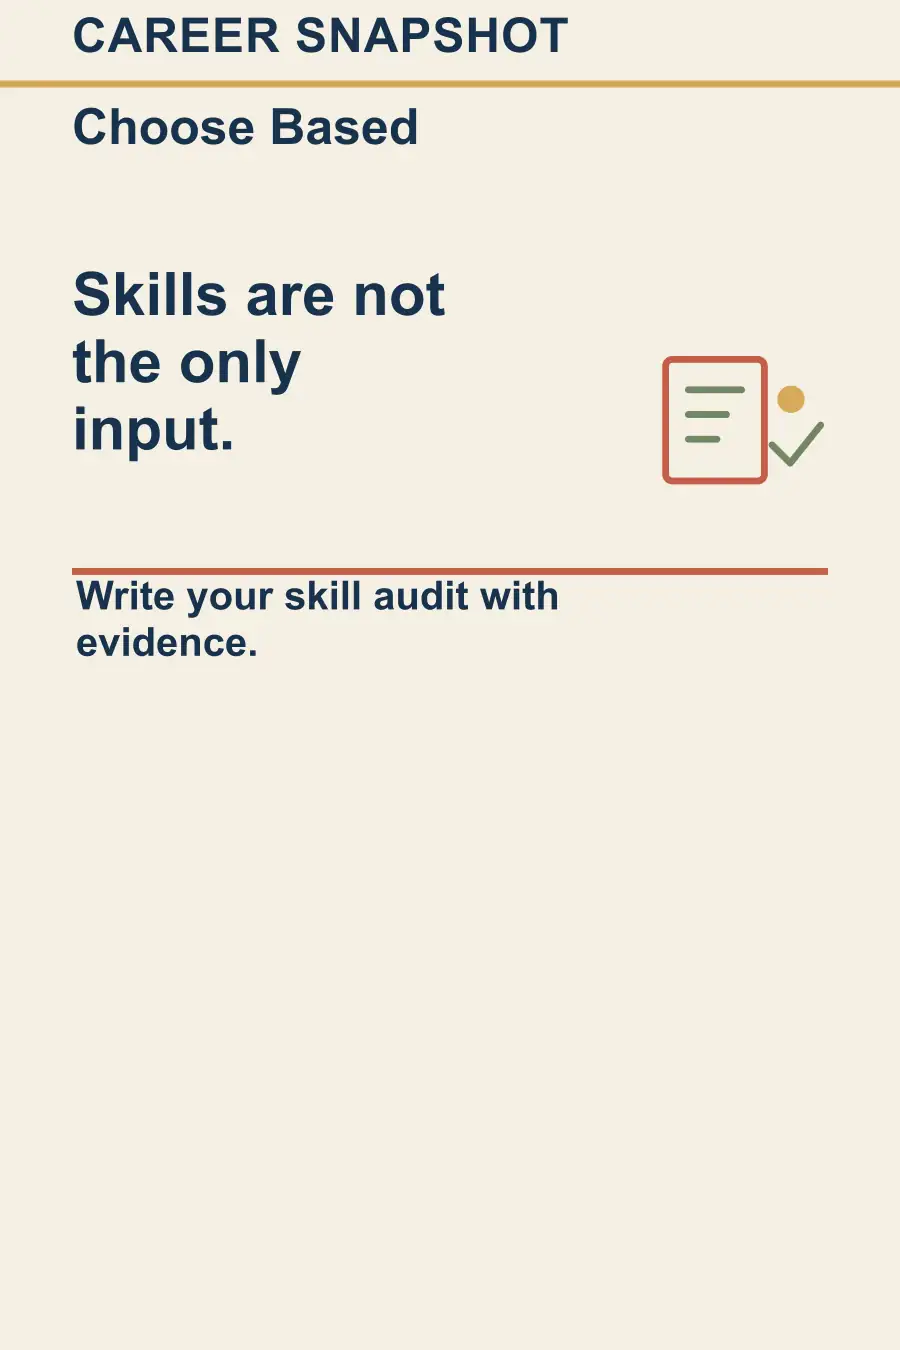 CAREER SNAPSHOT
Choose Based
Skills are not
the only
input.
Write your skill audit with
evidence.